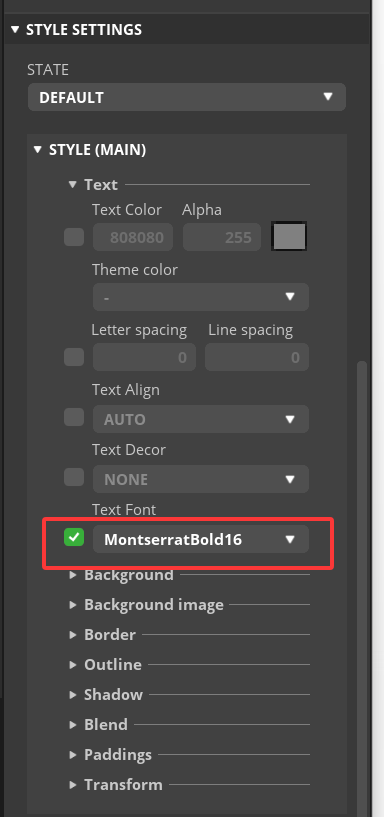 STYLE SETTINGS
STATE
DEFAULT
STYLE (MAIN)
Text
Text Color Alpha
808080 255
Theme color
-
Letter spacing Line spacing
0 0
Text Align
AUTO
Text Decor
NONE
Text Font
MontserratBold16
Background
Background image
Border
Outline
Shadow
Blend
Paddings
Transform